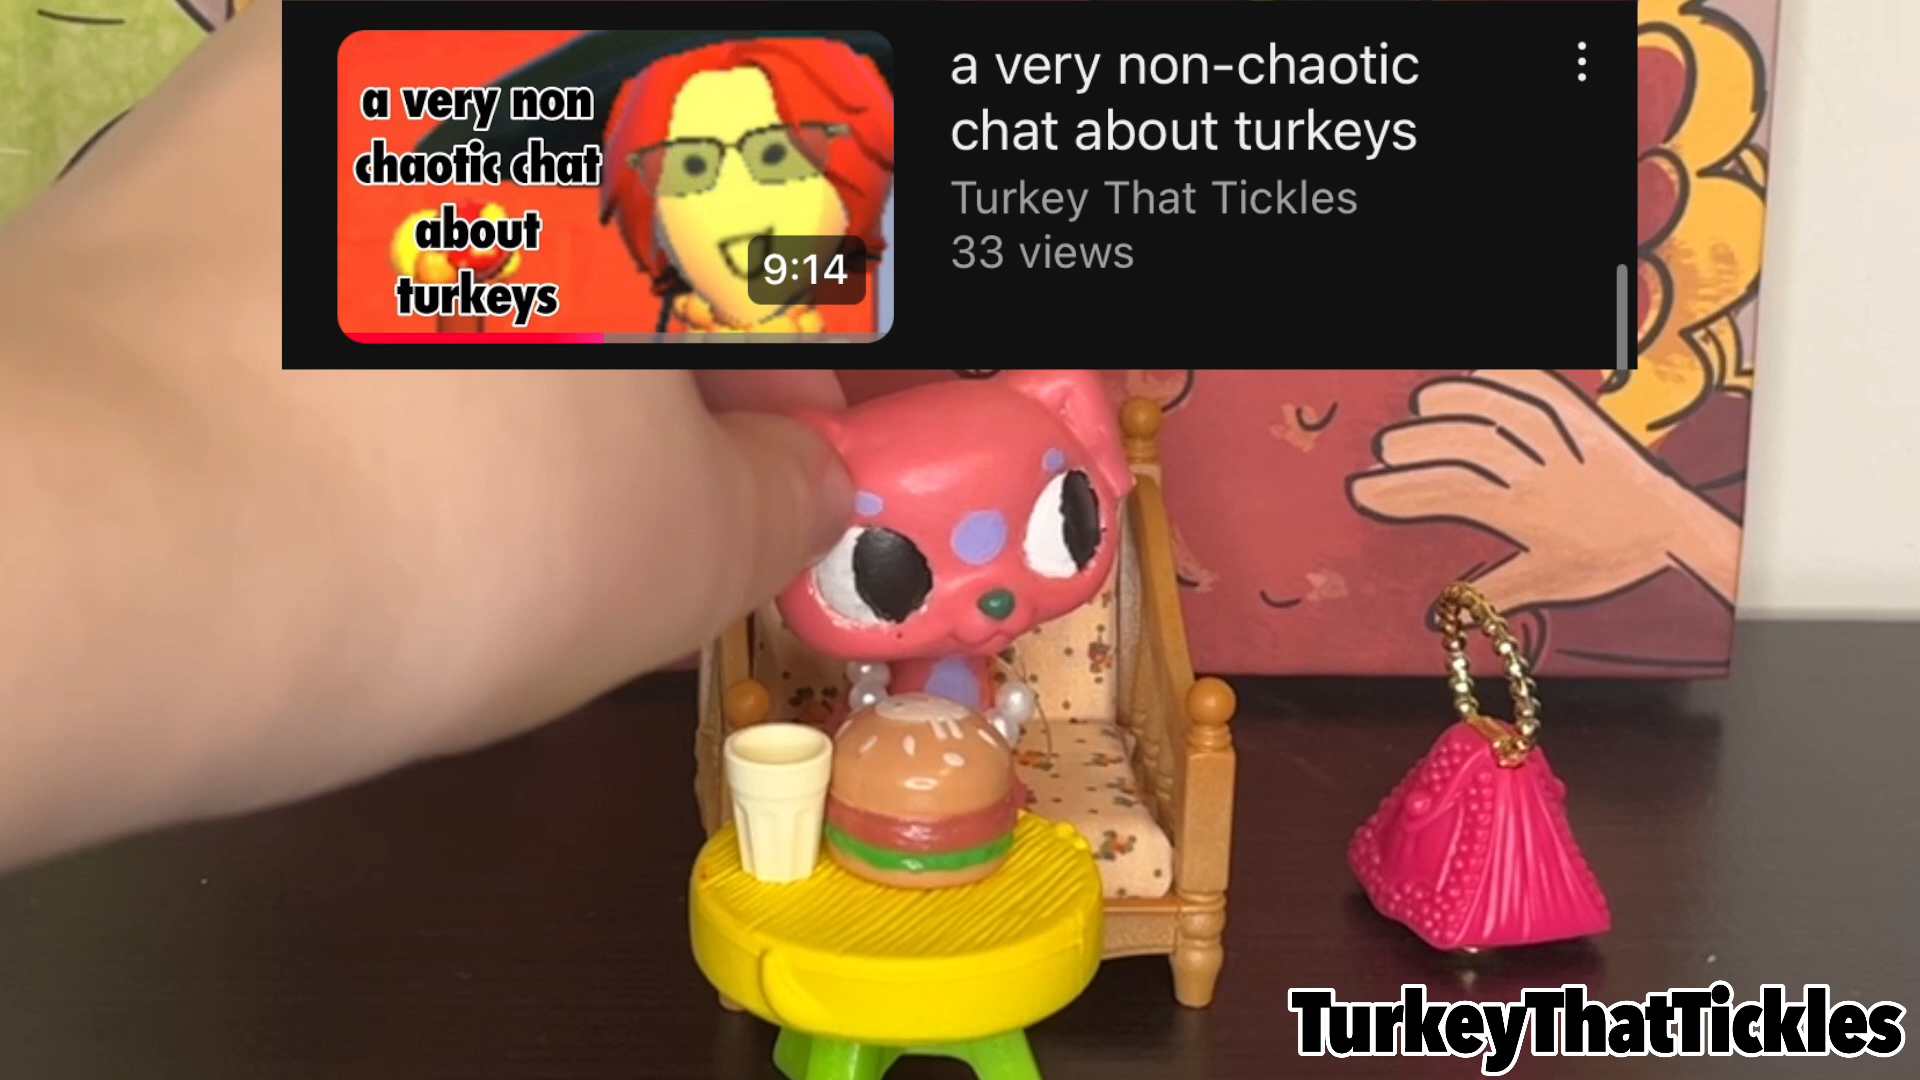 a very non
chaotic chat
about
turkeys
9:14
a very non-chaotic
chat about turkeys
Turkey That Tickles
33 views
TurkeyThatTickles